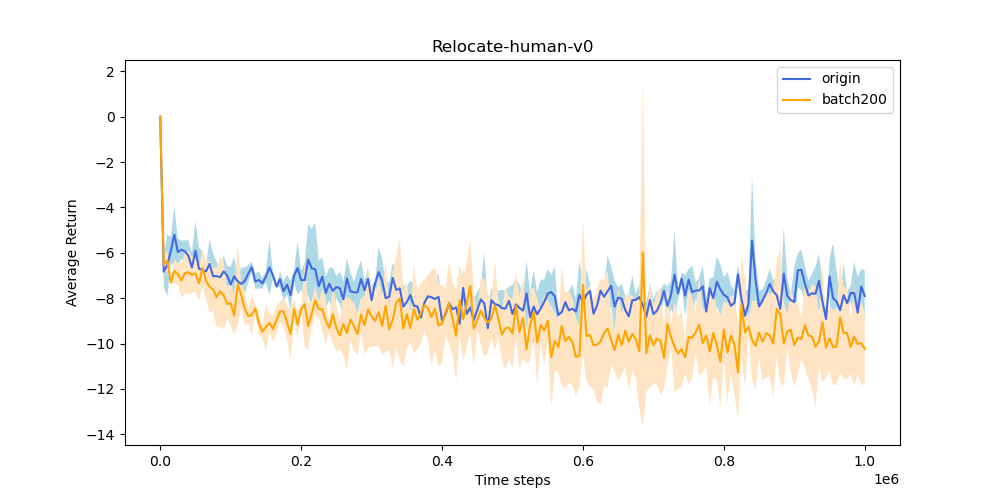 Relocate-human-v0
origin
batch200
Average Return
2
0
−2
−4
−6
−8
−10
−12
−14
0.0
0.2
0.4
0.6
0.8
1.0
1e6
Time steps